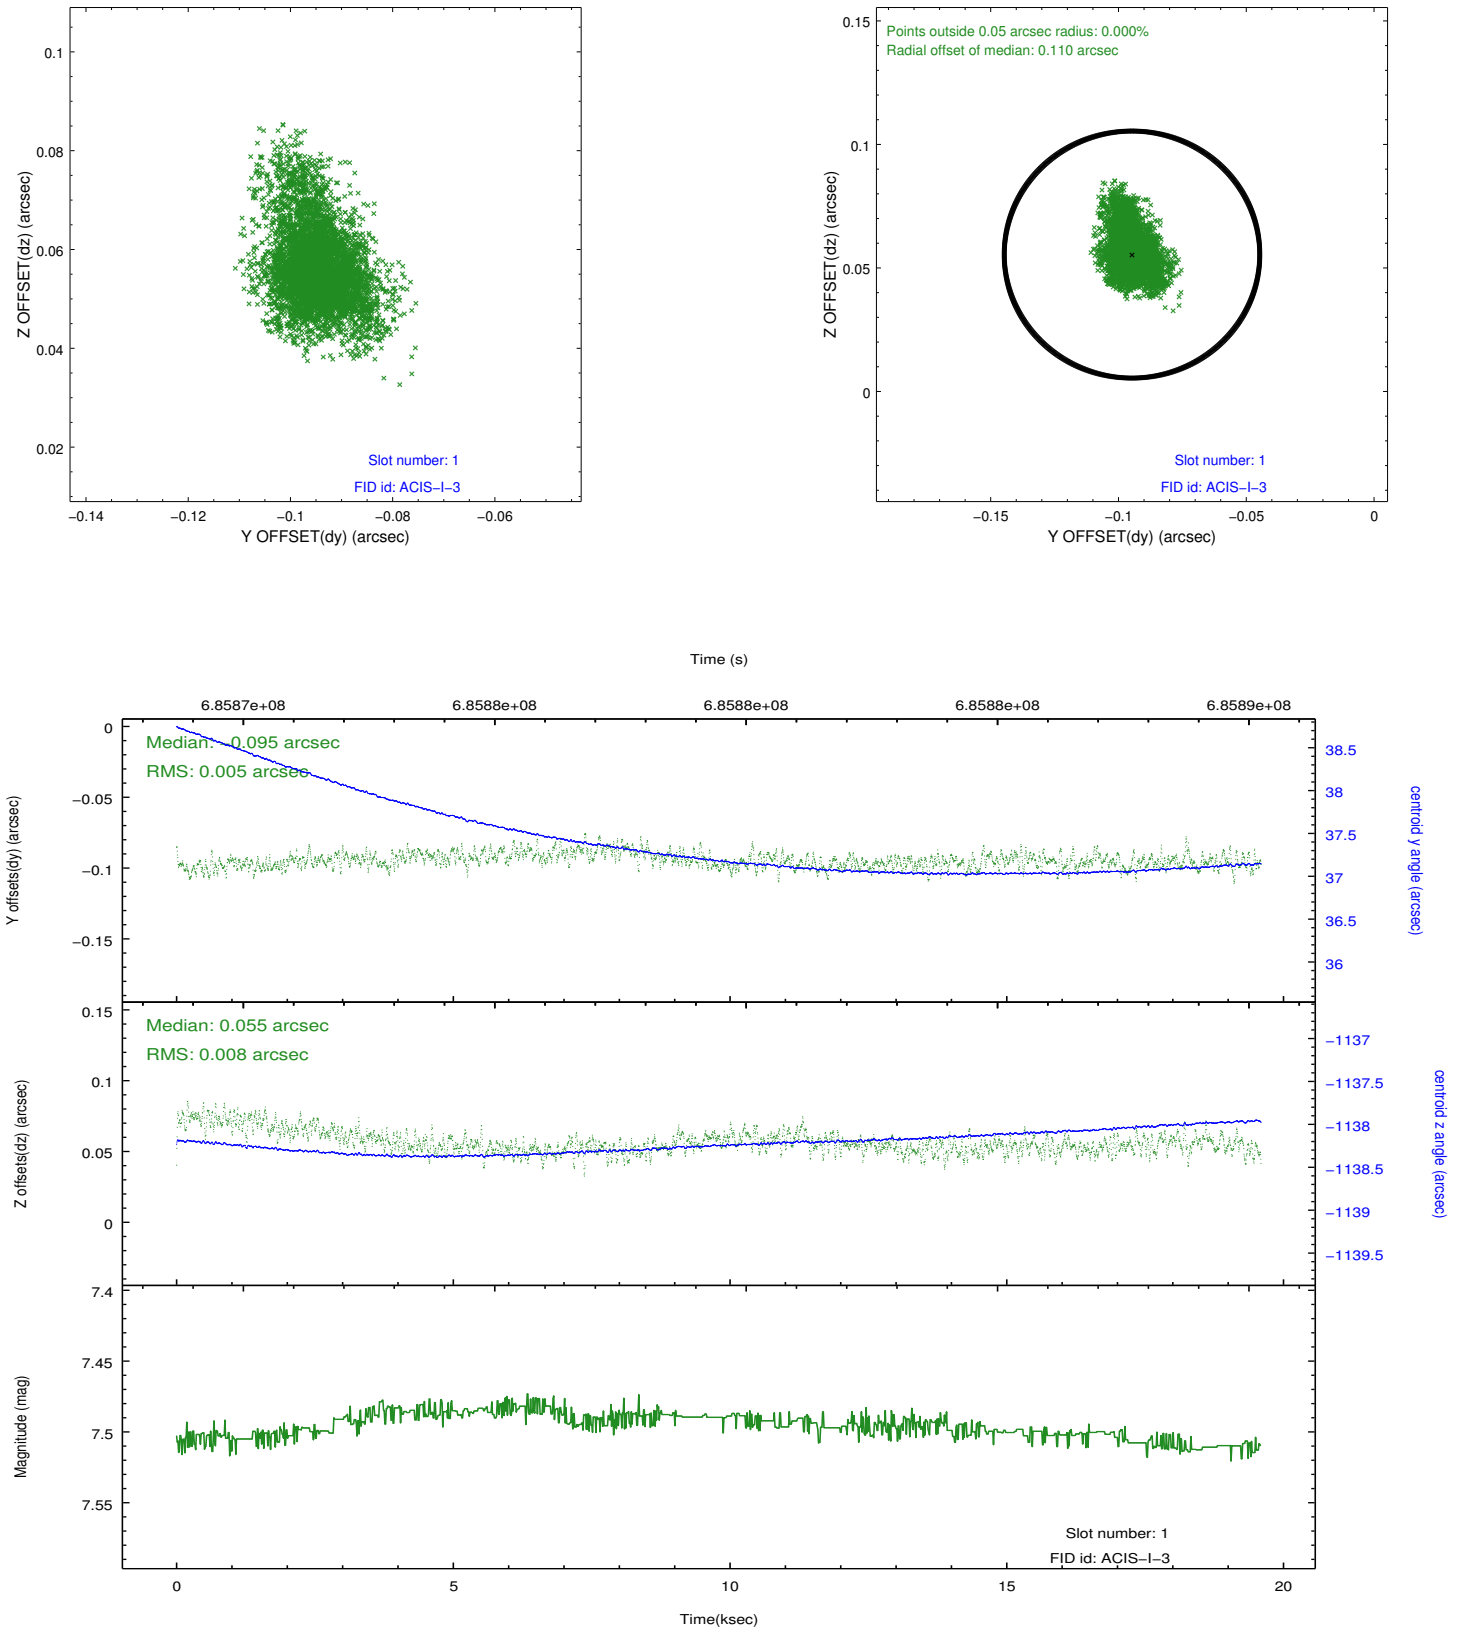 0.1
0.08
0.06
0.04
0.02
Z OFFSET(dz) (arcsec)
Slot number: 1
FID id: ACIS−I−3
−0.14 −0.12 −0.1 −0.08 −0.06
Y OFFSET(dy) (arcsec)
0.15
0.1
0.05
0
Z OFFSET(dz) (arcsec)
Points outside 0.05 arcsec radius: 0.000%
Radial offset of median: 0.110 arcsec
Slot number: 1
FID id: ACIS−I−3
−0.15 −0.1 −0.05 0
Y OFFSET(dy) (arcsec)
Time (s)
6.8587e+08 6.8588e+08 6.8588e+08 6.8588e+08 6.8589e+08
0
−0.05
−0.1
−0.15
Y offsets(dy) (arcsec)
Median: −0.095 arcsec
RMS: 0.005 arcsec
38.5
38
37.5
37
36.5
36
centroid y angle (arcsec)
0.15
0.1
0.05
0
Z offsets(dz) (arcsec)
Median: 0.055 arcsec
RMS: 0.008 arcsec
−1137
−1137.5
−1138
−1138.5
−1139
−1139.5
centroid z angle (arcsec)
7.4
7.45
7.5
7.55
Magnitude (mag)
Slot number: 1
FID id: ACIS−I−3
0 5 10 15 20
Time(ksec)